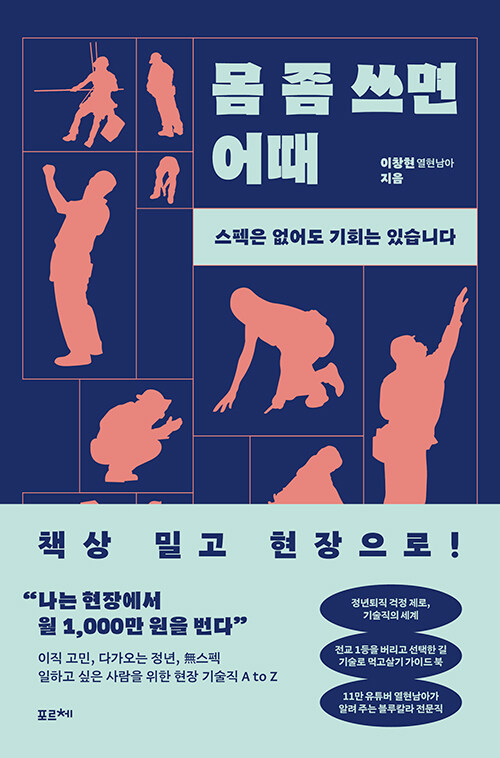 몸 좀 쓰면
어때
이창현 열현남아
지음
스펙은 없어도 기회는 있습니다
책상 밀고 현장으로!
“나는 현장에서
월 1,000만 원을 번다”
이직 고민, 다가오는 정년, 無스펙
일하고 싶은 사람을 위한 현장 기술직 A to Z
정년퇴직 걱정 제로,
기술직의 세계
전교 1등을 버리고 선택한 길
기술로 먹고살기 가이드 북
11만 유튜버 열현남아가
알려 주는 블루칼라 전문직
포르체